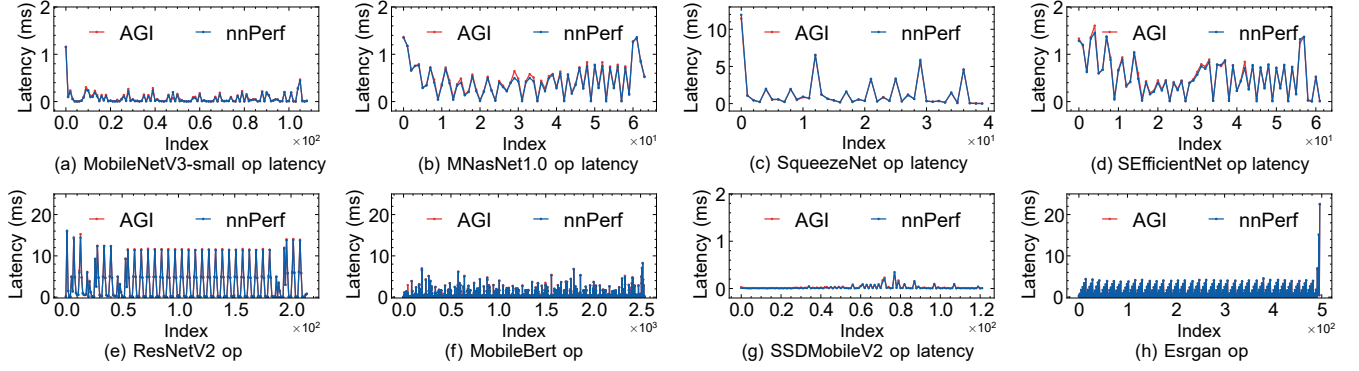 Latency (ms)
2
1
0
AGI nnPerf
0.0 0.2 0.4 0.6 0.8 1.0
Index
×10²
(a) MobileNetV3-small op latency
Latency (ms)
2
1
0
AGI nnPerf
0 1 2 3 4 5 6
Index
×10¹
(b) MNasNet1.0 op latency
Latency (ms)
10
5
0
AGI nnPerf
0 1 2 3 4
Index
×10¹
(c) SqueezeNet op latency
Latency (ms)
2
1
0
AGI nnPerf
0 1 2 3 4 5 6
Index
×10¹
(d) SEfficientNet op latency
Latency (ms)
20
10
0
AGI nnPerf
0.0 0.5 1.0 1.5 2.0
Index
×10²
(e) ResNetV2 op
Latency (ms)
20
10
0
AGI nnPerf
0.0 0.5 1.0 1.5 2.0 2.5
Index
×10³
(f) MobileBert op
Latency (ms)
2
1
0
AGI nnPerf
0.0 0.2 0.4 0.6 0.8 1.0 1.2
Index
×10²
(g) SSDMobileV2 op latency
Latency (ms)
20
10
0
AGI nnPerf
0 1 2 3 4 5
Index
×10²
(h) Esrgan op